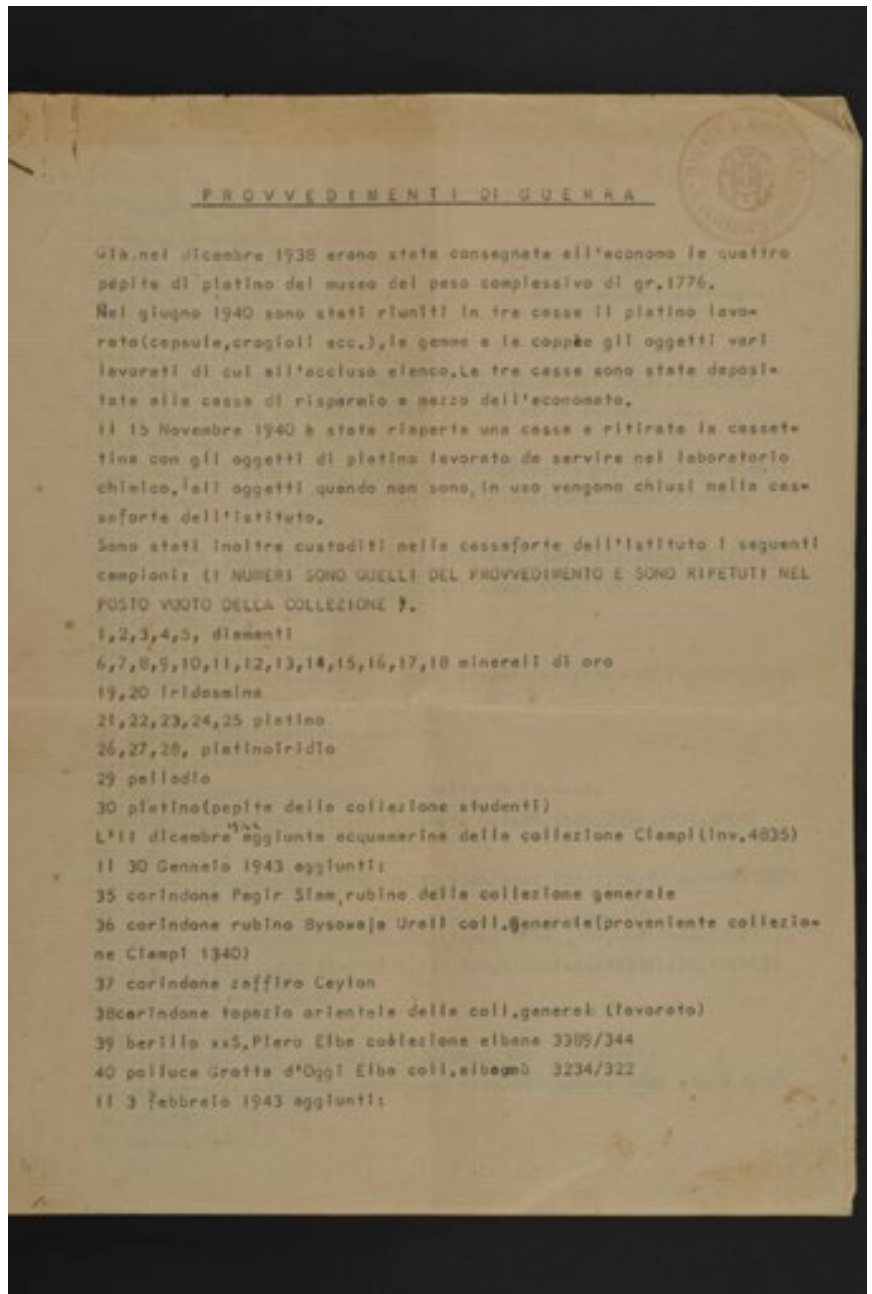 PROVVEDIMENTI DI GUERRA
Già nel dicembre 1938 erano state consegnate all'economo le quattro
pepite di platino del museo del peso complessivo di gr.1776.
Nel giugno 1940 sono stati riuniti in tre casse il platino lavo=
rato(capsule,crogioli ecc.),le gemme e le coppe e gli oggetti vari
lavorati di cui all'accluso elenco.Le tre casse sono state deposi=
tate alla cassa di risparmio a mezzo dell'economato.
Il 15 Novembre 1940 è stata riaperta una cassa e ritirata la casset=
tina con gli oggetti di platino lavorato da servire nel laboratorio
chimico.Tali oggetti quando non sono,in uso vengono chiusi nella cas=
saforte dell'istituto.
Sono stati inoltre custoditi nella cassaforte dell'istituto i seguenti
campioni: (I NUMERI SONO QUELLI DEL PROVVEDIMENTO E SONO RIPETUTI NEL
POSTO VUOTO DELLA COLLEZIONE ).
1,2,3,4,5, diamanti
6,7,8,9,10,11,12,13,14,15,16,17,18 minerali di oro
19,20 iridosmina
21,22,23,24,25 platino
26,27,28, platinoiridio
29 palladio
30 platino(pepita della collezione studenti)
L'11 dicembre aggiunte acquamarine della collezione Ciampi(inv.4835)
Il 30 Gennaio 1943 aggiunti:
35 corindone Pegir Siam,rubino della collezione generale
36 corindone rubino Bysowaja Urali coll.generale(proveniente collezio=
ne Ciampi 1340)
37 corindone zaffiro Ceylon
38corindone topazio orientale della coll.general (lavorato)
39 berillo xxS.Piero Elba collezione elbana 3389/344
40 polluce Grotta d'Oggi Elba coll. 3234/322
Il 3 febbraio 1943 aggiunti: